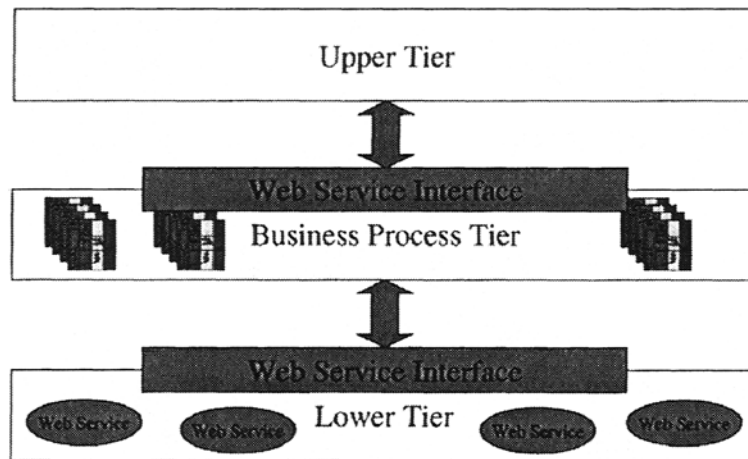 Upper Tier
Web Service Interface
Business Process Tier
Web Service Interface
Lower Tier
Web Service
Web Service
Web Service
Web Service